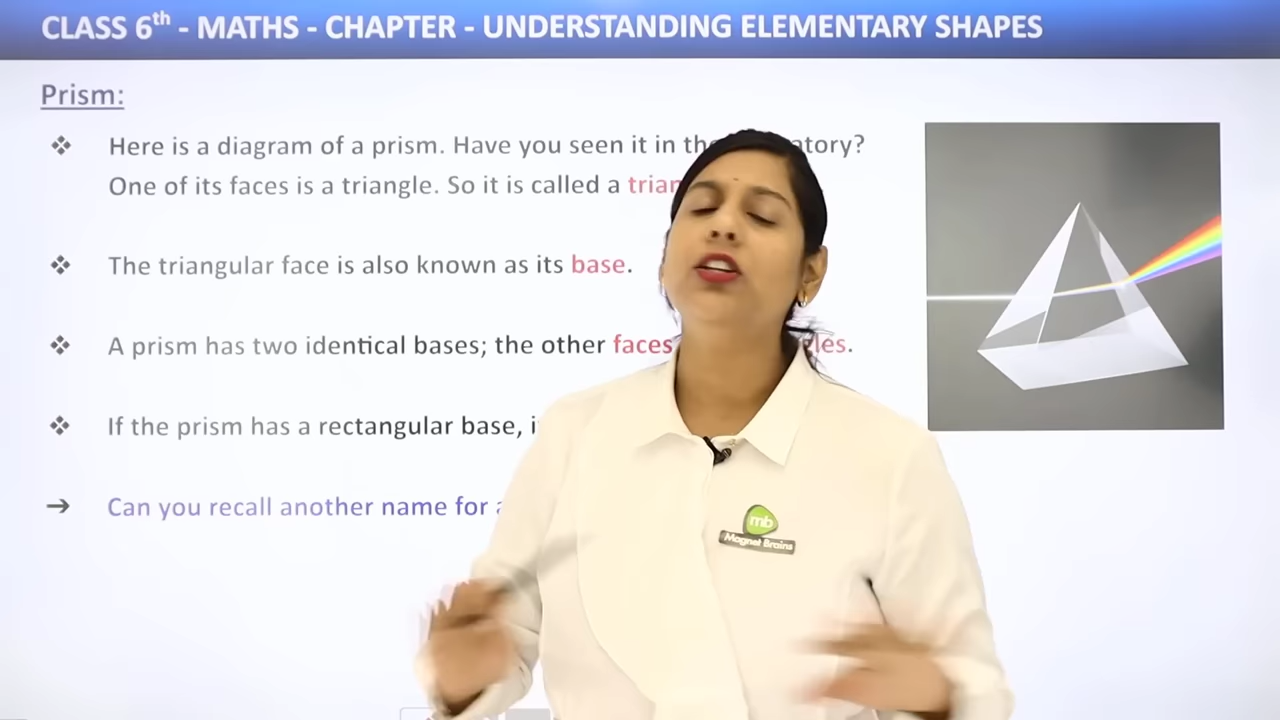 CLASS 6th - MATHS - CHAPTER - UNDERSTANDING ELEMENTARY SHAPES
Prism:
Here is a diagram of a prism. Have you seen it in
One of its faces is a triangle. So it is called a
The triangular face is also known as its base.
A prism has two identical bases; the other faces
If the prism has a rectangular base,
Can you recall another name for
mb
Magnet Brains